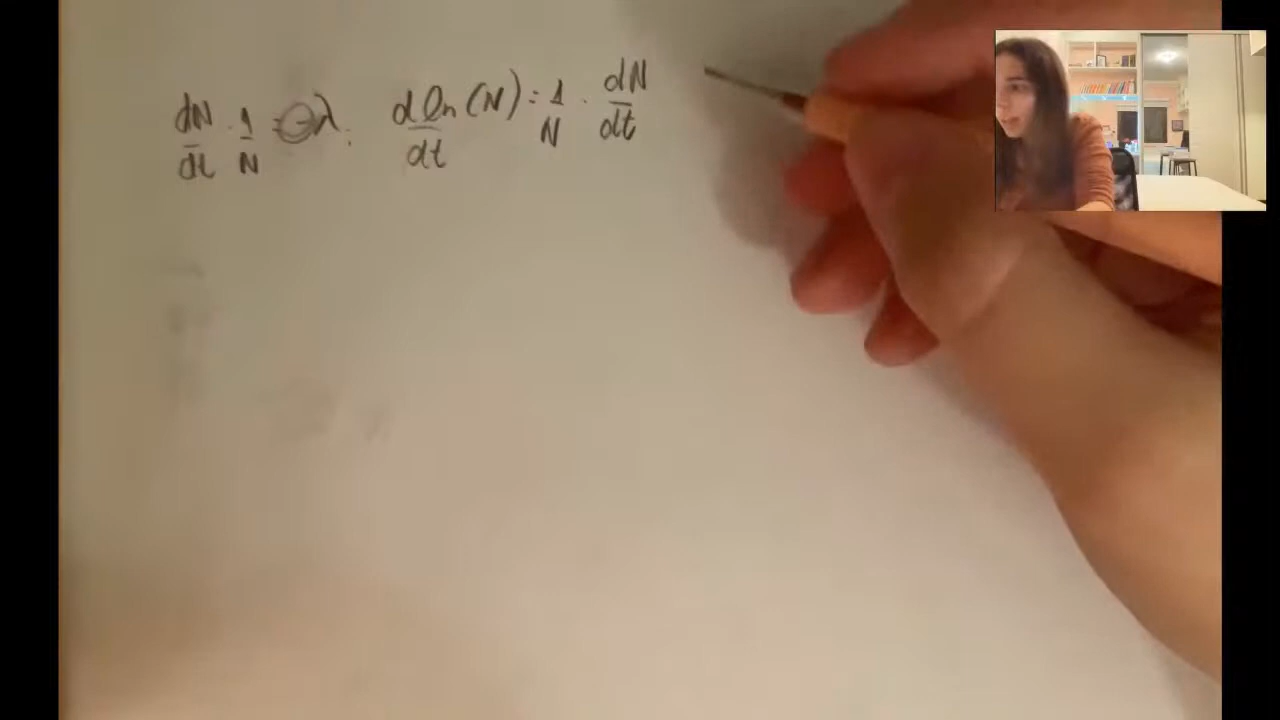 dN/dt · 1/N = -λ. d ln(N)/dt = 1/N · dN/dt